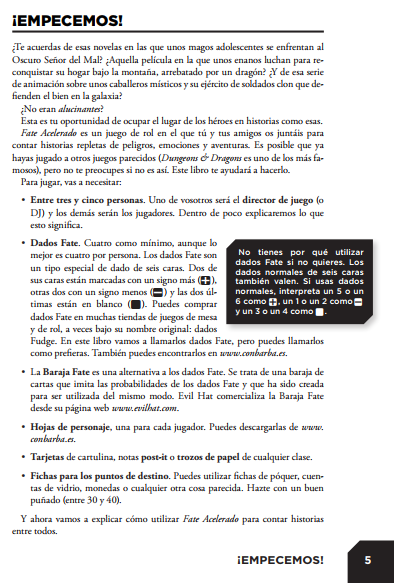 ¡EMPECEMOS!
¿Te acuerdas de esas novelas en las que unos magos adolescentes se enfrentan al
Oscuro Señor del Mal? ¿Aquella película en la que unos enanos luchan para re-
conquistar su hogar bajo la montaña, arrebatado por un dragón? ¿Y de esa serie
de animación sobre unos caballeros místicos y su ejército de soldados clon que de-
fienden el bien en la galaxia?
¿No eran alucinantes?
Esta es tu oportunidad de ocupar el lugar de los héroes en historias como esas.
Fate Acelerado es un juego de rol en el que tú y tus amigos os juntáis para
contar historias repletas de peligros, emociones y aventuras. Es posible que ya
hayas jugado a otros juegos parecidos (Dungeons & Dragons es uno de los más fa-
mosos), pero no te preocupes si no es así. Este libro te ayudará a hacerlo.
Para jugar, vas a necesitar:
• Entre tres y cinco personas. Uno de vosotros será el director de juego (o
DJ) y los demás serán los jugadores. Dentro de poco explicaremos lo que
esto significa.
• Dados Fate. Cuatro como mínimo, aunque lo
mejor es cuatro por persona. Los dados Fate son
un tipo especial de dado de seis caras. Dos de
sus caras están marcadas con un signo más (+),
otras dos con un signo menos (−) y las dos úl-
timas están en blanco ( ). Puedes comprar
dados Fate en muchas tiendas de juegos de mesa
y de rol, a veces bajo su nombre original: dados
Fudge. En este libro vamos a llamarlos dados Fate, pero puedes llamarlos
como prefieras. También puedes encontrarlos en www.conbarba.es.
No tienes por qué utilizar
dados Fate si no quieres. Los
dados normales de seis caras
también valen. Si usas dados
normales, interpreta un 5 o un
6 como +, un 1 o un 2 como −
y un 3 o un 4 como  .
• La Baraja Fate es una alternativa a los dados Fate. Se trata de una baraja de
cartas que imita las probabilidades de los dados Fate y que ha sido creada
para ser utilizada del mismo modo. Evil Hat comercializa la Baraja Fate
desde su página web www.evilhat.com.
• Hojas de personaje, una para cada jugador. Puedes descargarlas de www.
conbarba.es.
• Tarjetas de cartulina, notas post-it o trozos de papel de cualquier clase.
• Fichas para los puntos de destino. Puedes utilizar fichas de póquer, cuen-
tas de vidrio, monedas o cualquier otra cosa parecida. Hazte con un buen
puñado (entre 30 y 40).
Y ahora vamos a explicar cómo utilizar Fate Acelerado para contar historias
entre todos.
¡EMPECEMOS! 5